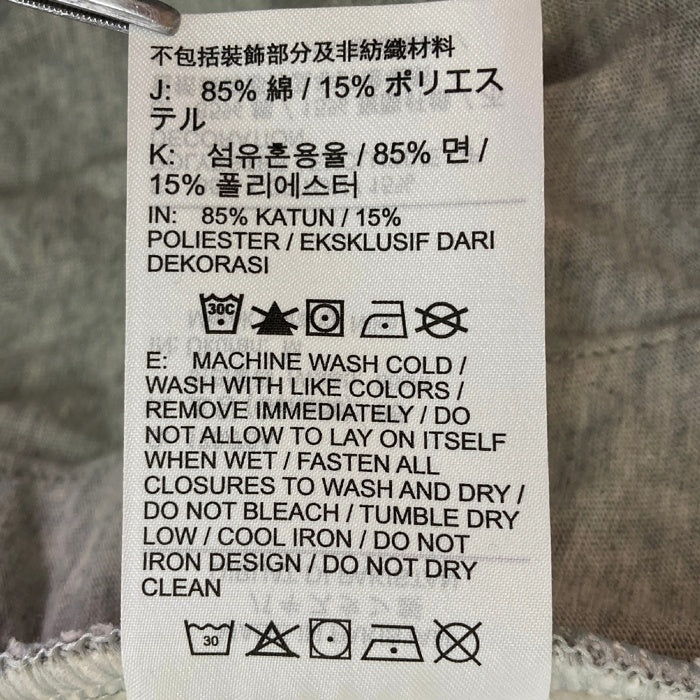 不包括裝飾部分及非紡織材料
J: 85% 綿 / 15% ポリエス
テル
K: 섬유혼용율 / 85% 면 /
15% 폴리에스터
IN: 85% KATUN / 15%
POLIESTER / EKSKLUSIF DARI
DEKORASI
30C
E: MACHINE WASH COLD /
WASH WITH LIKE COLORS /
REMOVE IMMEDIATELY / DO
NOT ALLOW TO LAY ON ITSELF
WHEN WET / FASTEN ALL
CLOSURES TO WASH AND DRY /
DO NOT BLEACH / TUMBLE DRY
LOW / COOL IRON / DO NOT
IRON DESIGN / DO NOT DRY
CLEAN
30